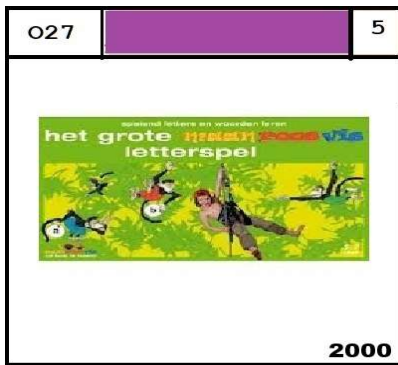 027
5
spelend letters en woorden leren
het grote maan roos vis
letterspel
2000